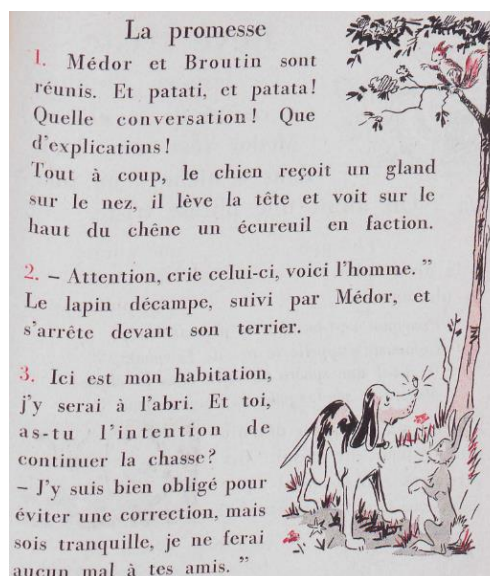 La promesse
1. Médor et Broutin sont
réunis. Et patati, et patata!
Quelle conversation! Que
d'explications!
Tout à coup, le chien reçoit un gland
sur le nez, il lève la tête et voit sur le
haut du chêne un écureuil en faction.
2. – Attention, crie celui-ci, voici l'homme. ”
Le lapin décampe, suivi par Médor, et
s'arrête devant son terrier.
3. Ici est mon habitation,
j'y serai à l'abri. Et toi,
as-tu l'intention de
continuer la chasse?
– J'y suis bien obligé pour
éviter une correction, mais
sois tranquille, je ne ferai
aucun mal à tes amis. ”